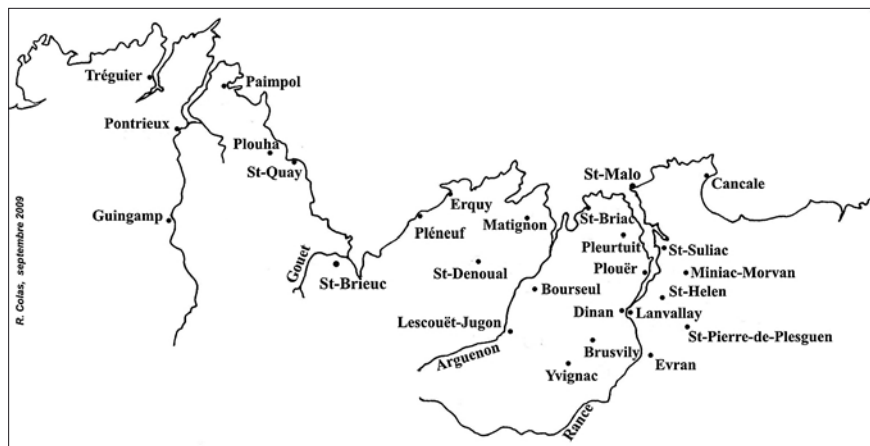 Tréguier
Paimpol
Pontrieux
Plouha
St-Quay
Guingamp
Gouet
St-Brieuc
Erquy
Pléneuf
Matignon
St-Denoual
Bourseul
Lescouët-Jugon
Arguenon
St-Malo
Cancale
St-Briac
Pleurtuit
St-Suliac
Plouër
Miniac-Morvan
St-Helen
Dinan
Lanvallay
St-Pierre-de-Plesguen
Brusvily
Evran
Yvignac
Rance
R. Colas, septembre 2009